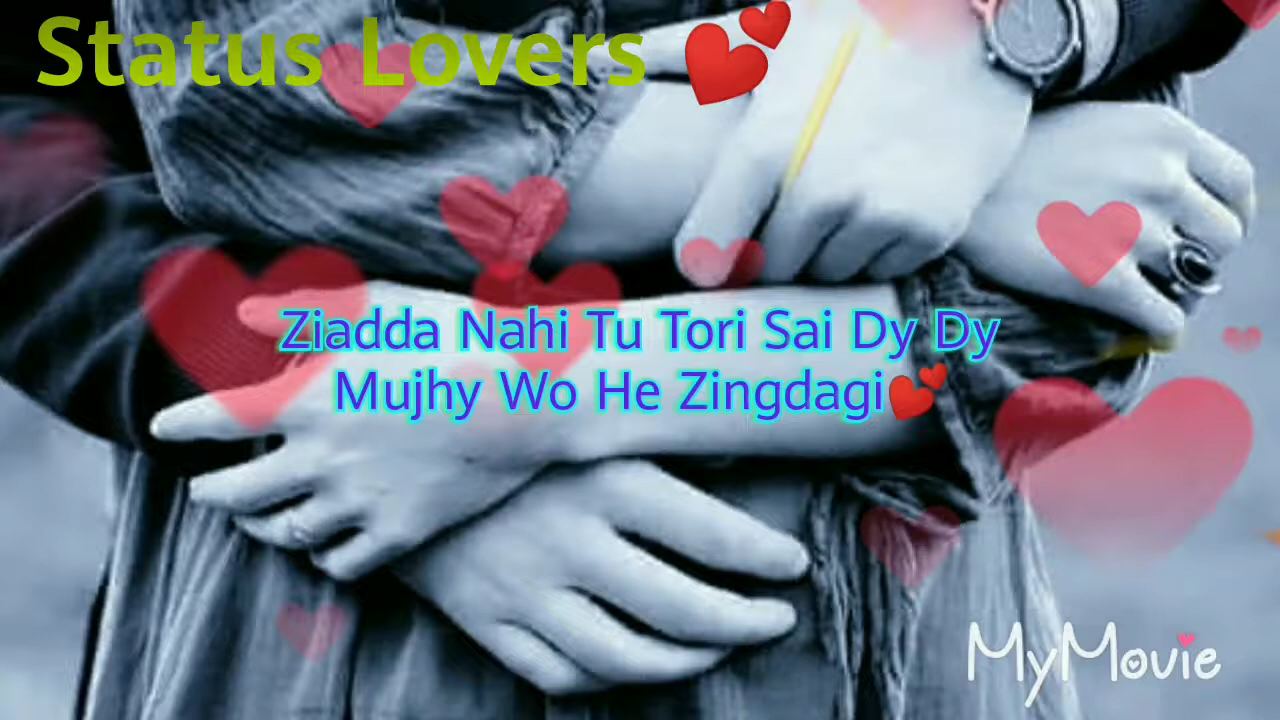 Status Lovers 💕
Ziadda Nahi Tu Tori Sai Dy Dy
Mujhy Wo He Zingdagi💕
MyMovie